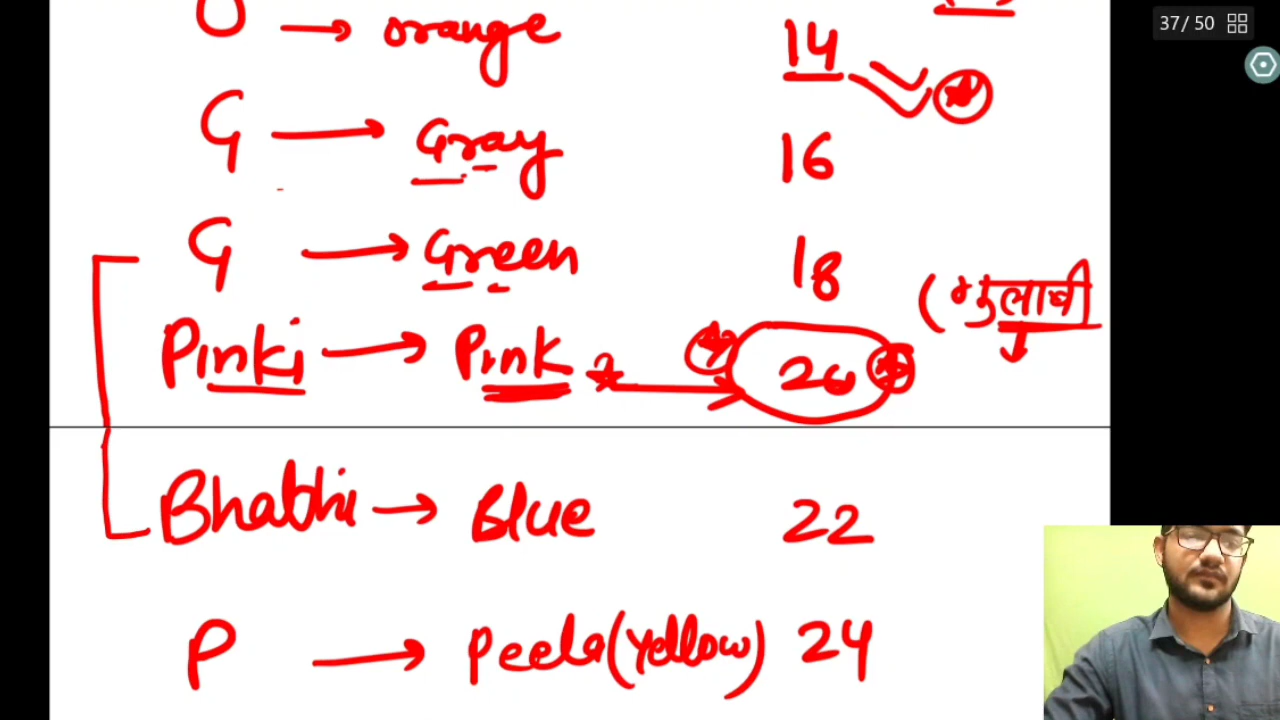 37/ 50
O → orange 14
G → Gray 16
G → Green 18
(गुलाबी
Pinki → Pink 20
Bhabhi → Blue 22
P → Peela (Yellow) 24